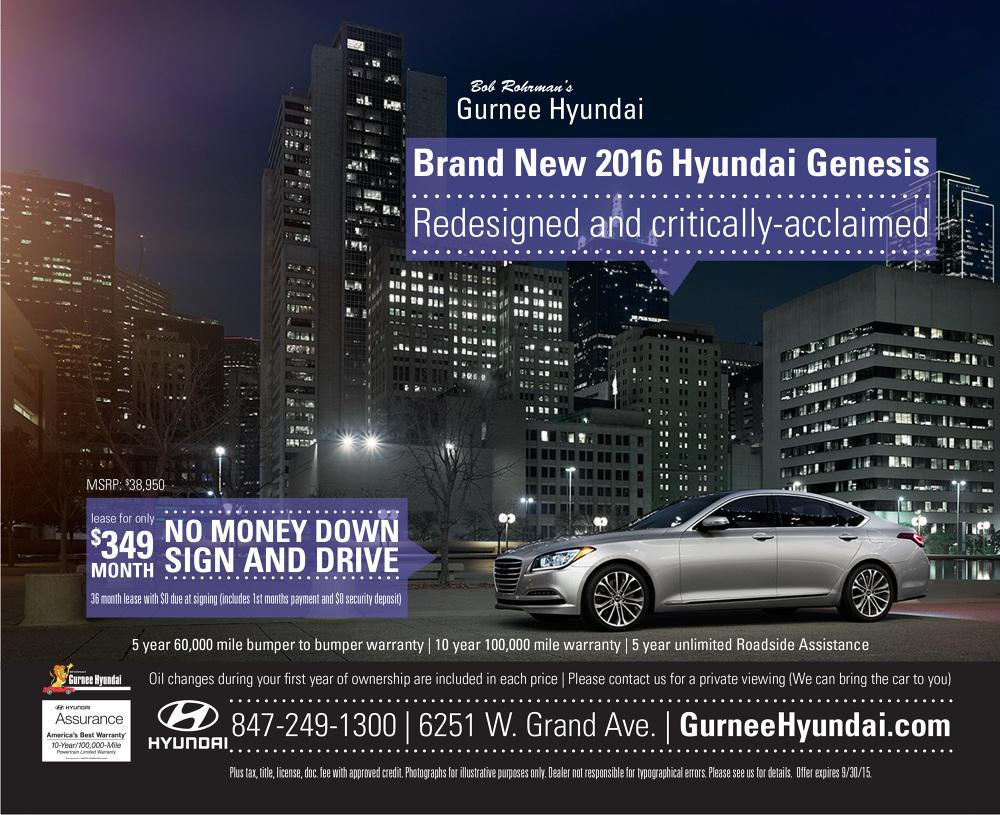 Bob Rohrman's
Gurnee Hyundai
Brand New 2016 Hyundai Genesis
Redesigned and critically-acclaimed
MSRP: $38,950
lease for only
$349
MONTH
NO MONEY DOWN
SIGN AND DRIVE
36 month lease with $0 due at signing (includes 1st months payment and $0 security deposit)
5 year 60,000 mile bumper to bumper warranty | 10 year 100,000 mile warranty | 5 year unlimited Roadside Assistance
Gurnee Hyundai
Oil changes during your first year of ownership are included in each price | Please contact us for a private viewing (We can bring the car to you)
HYUNDAI
Assurance
America's Best Warranty
10-Year/100,000-Mile
Powertrain Limited Warranty
HYUNDAI
847-249-1300 | 6251 W. Grand Ave. | GurneeHyundai.com
Plus tax, title, license, doc. fee with approved credit. Photographs for illustrative purposes only. Dealer not responsible for typographical errors. Please see us for details. Offer expires 9/30/15.